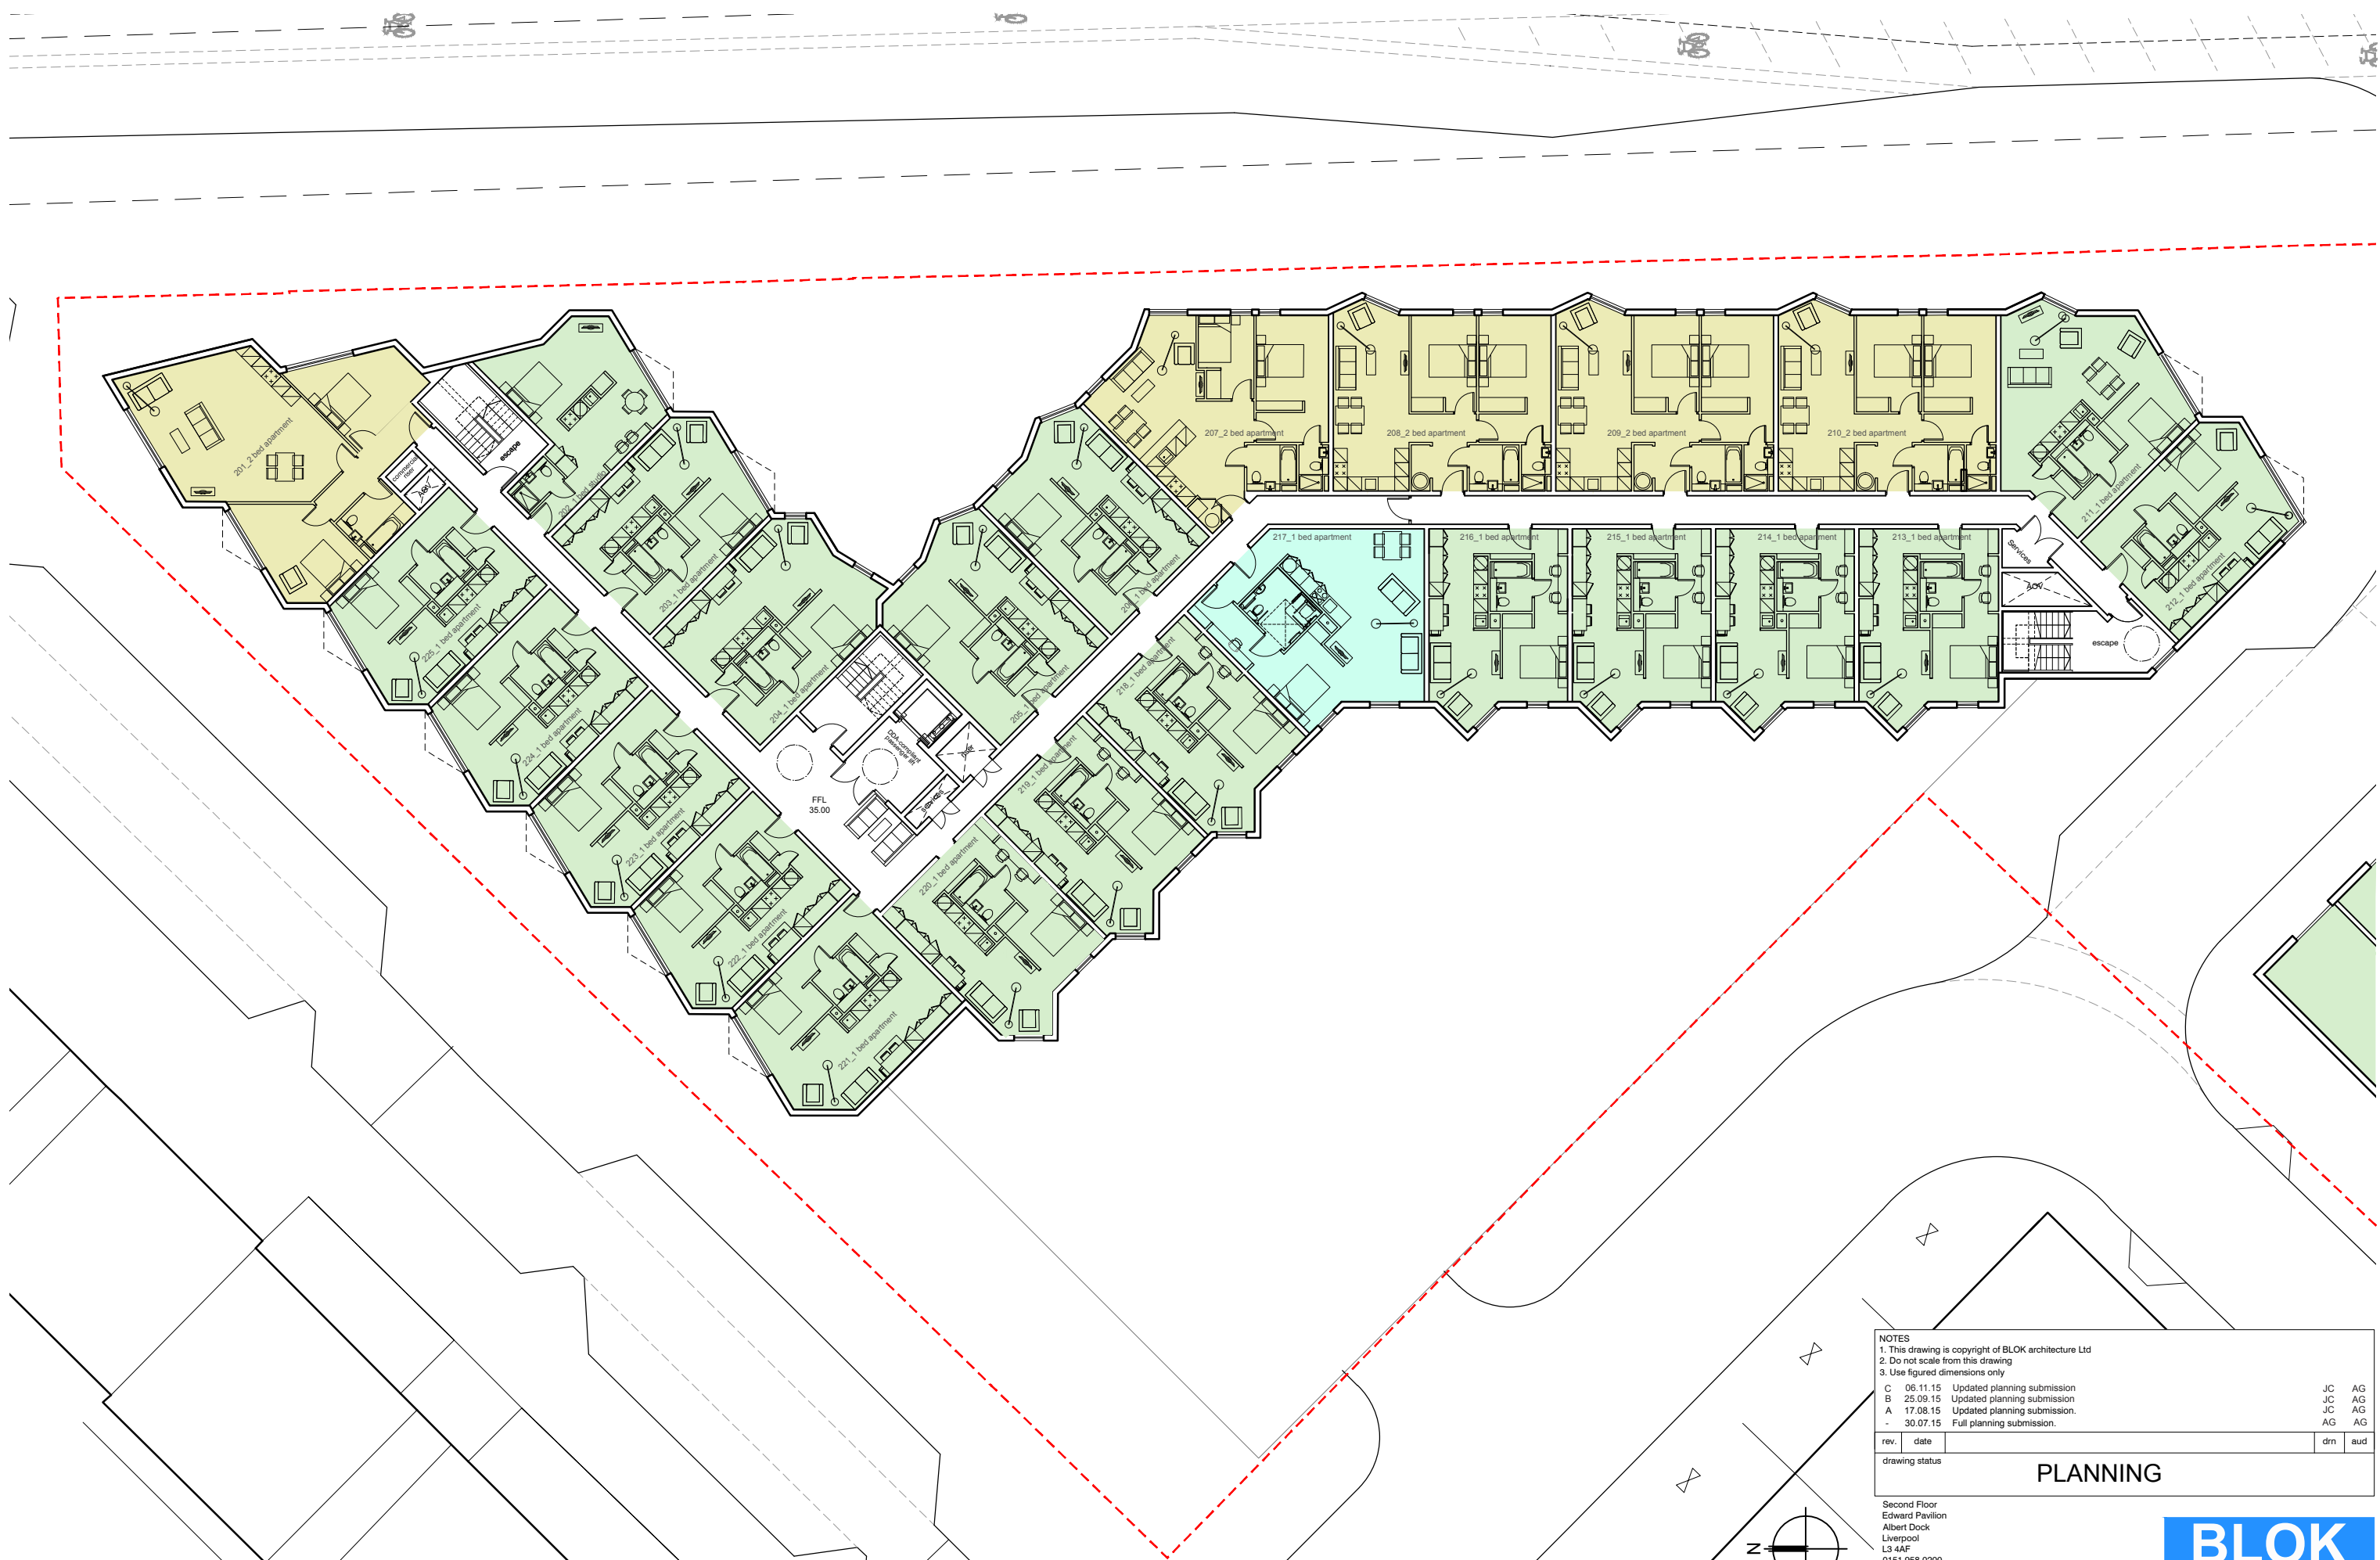 201_2 bed apartment
escape
commercial riser
AOV
202_1 bed studio
203_1 bed apartment
204_1 bed apartment
205_1 bed apartment
206_1 bed apartment
207_2 bed apartment
208_2 bed apartment
209_2 bed apartment
210_2 bed apartment
211_1 bed apartment
212_1 bed apartment
Services
AOV
escape
217_1 bed apartment
216_1 bed apartment
215_1 bed apartment
214_1 bed apartment
213_1 bed apartment
218_1 bed apartment
219_1 bed apartment
220_1 bed apartment
225_1 bed apartment
224_1 bed apartment
223_1 bed apartment
222_1 bed apartment
221_1 bed apartment
DDA compliant
passenger lift
services
FFL
35.00
NOTES
1. This drawing is copyright of BLOK architecture Ltd
2. Do not scale from this drawing
3. Use figured dimensions only
C 06.11.15 Updated planning submission JC AG
B 25.09.15 Updated planning submission JC AG
A 17.08.15 Updated planning submission. JC AG
- 30.07.15 Full planning submission. AG AG
rev. date drn aud
drawing status
PLANNING
Second Floor
Edward Pavilion
Albert Dock
Liverpool
L3 4AF
BLOK
N